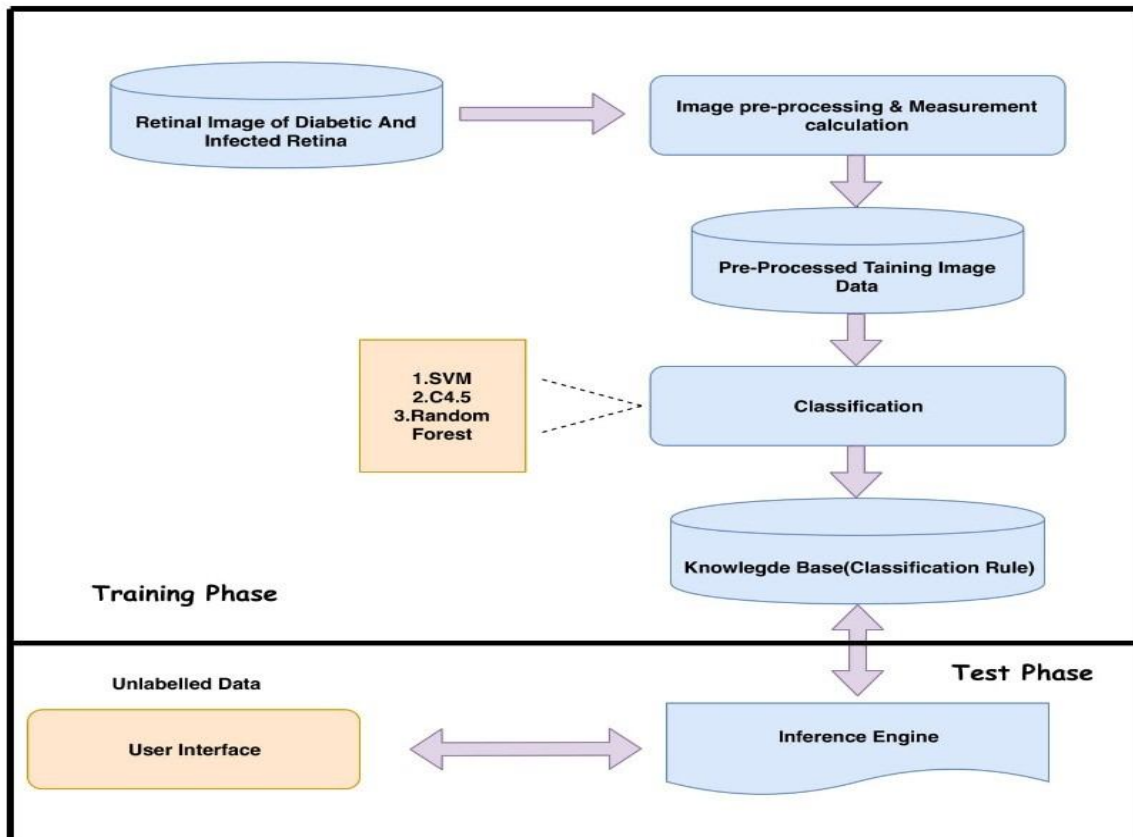 Retinal Image of Diabetic And
Infected Retina
Image pre-processing & Measurement
calculation
Pre-Processed Taining Image
Data
1.SVM
2.C4.5
3.Random
Forest
Classification
Knowlegde Base(Classification Rule)
Training Phase
Test Phase
Unlabelled Data
User Interface
Inference Engine